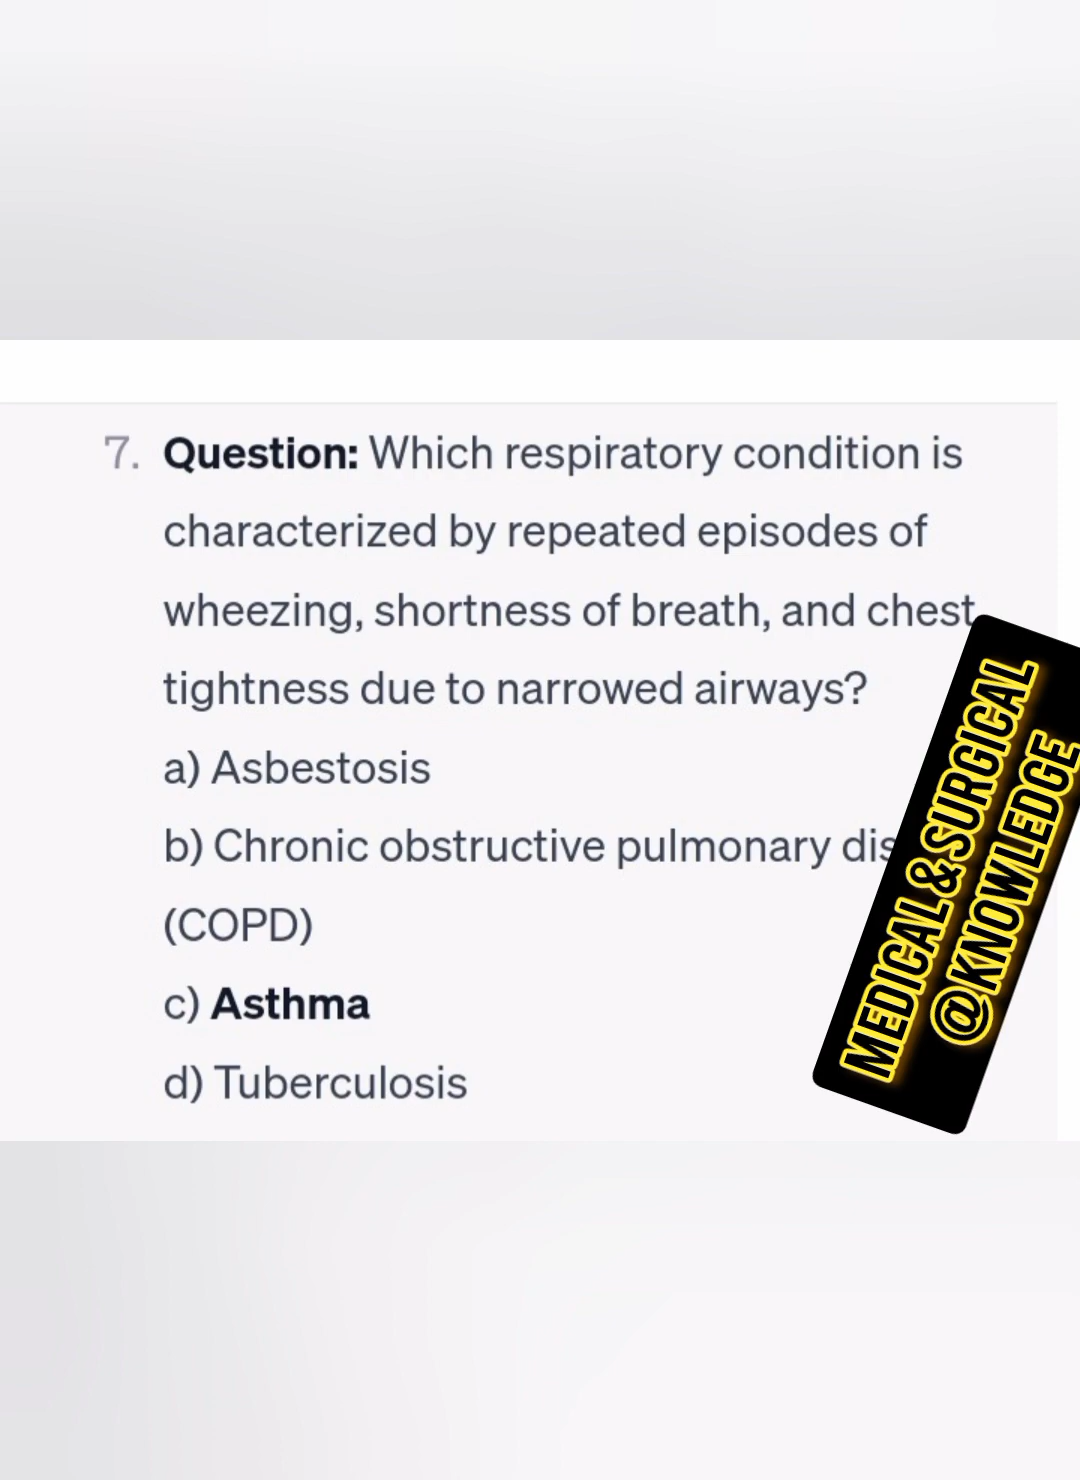 7. Question: Which respiratory condition is
characterized by repeated episodes of
wheezing, shortness of breath, and chest
tightness due to narrowed airways?
a) Asbestosis
b) Chronic obstructive pulmonary
(COPD)
c) Asthma
d) Tuberculosis
MEDICAL & SURGICAL
@KNOWLEDGE